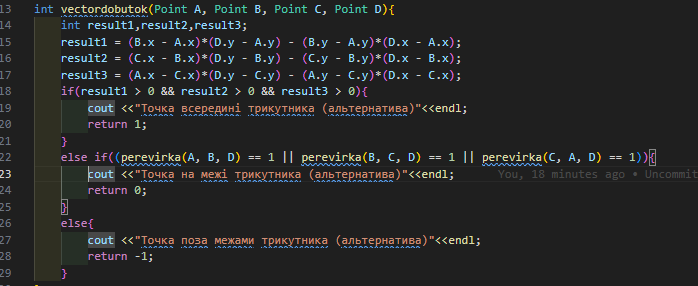 13 int vectordobutok(Point A, Point B, Point C, Point D){
14 int result1,result2,result3;
15 result1 = (B.x - A.x)*(D.y - A.y) - (B.y - A.y)*(D.x - A.x);
16 result2 = (C.x - B.x)*(D.y - B.y) - (C.y - B.y)*(D.x - B.x);
17 result3 = (A.x - C.x)*(D.y - C.y) - (A.y - C.y)*(D.x - C.x);
18 if(result1 > 0 && result2 > 0 && result3 > 0){
19 cout <<"Точка всередині трикутника (альтернатива)"<<endl;
20 return 1;
21 }
22 else if((perevirka(A, B, D) == 1 || perevirka(B, C, D) == 1 || perevirka(C, A, D) == 1)){
23 cout <<"Точка на межі трикутника (альтернатива)"<<endl; You, 18 minutes ago • Uncommit
24 return 0;
25 }
26 else{
27 cout <<"Точка поза межами трикутника (альтернатива)"<<endl;
28 return -1;
29 }